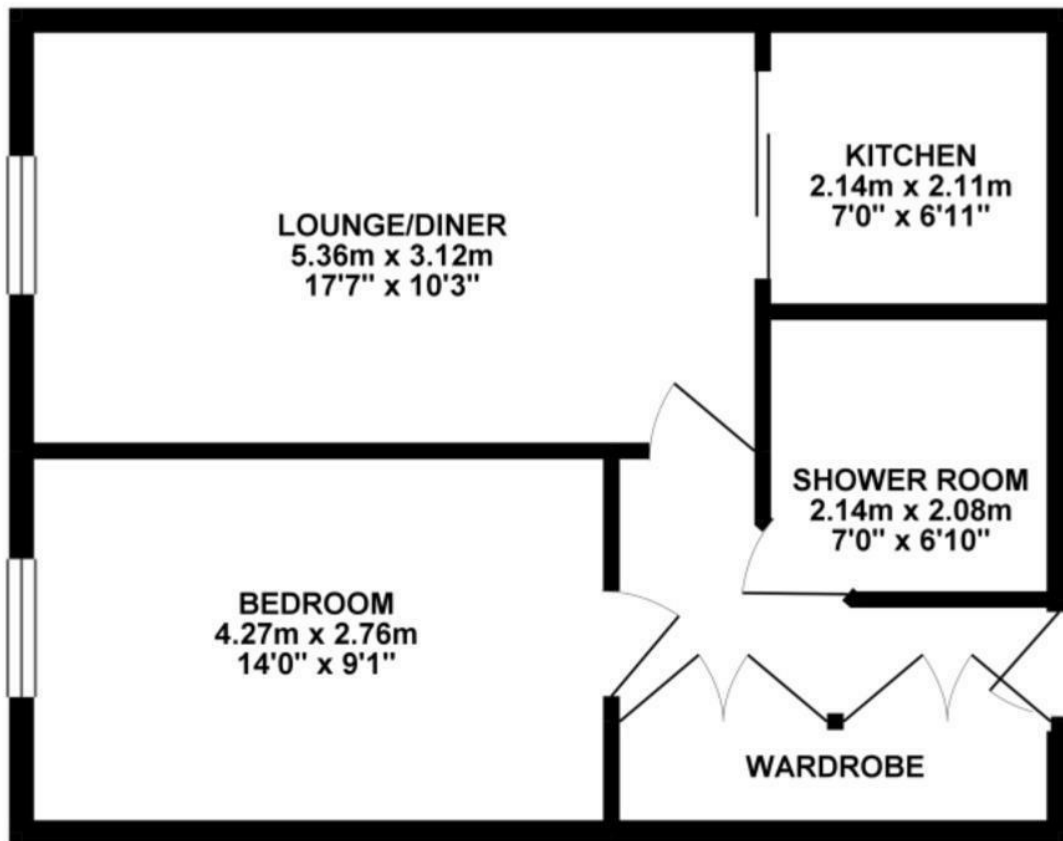 LOUNGE/DINER
5.36m x 3.12m
17'7" x 10'3"
KITCHEN
2.14m x 2.11m
7'0" x 6'11"
SHOWER ROOM
2.14m x 2.08m
7'0" x 6'10"
BEDROOM
4.27m x 2.76m
14'0" x 9'1"
WARDROBE